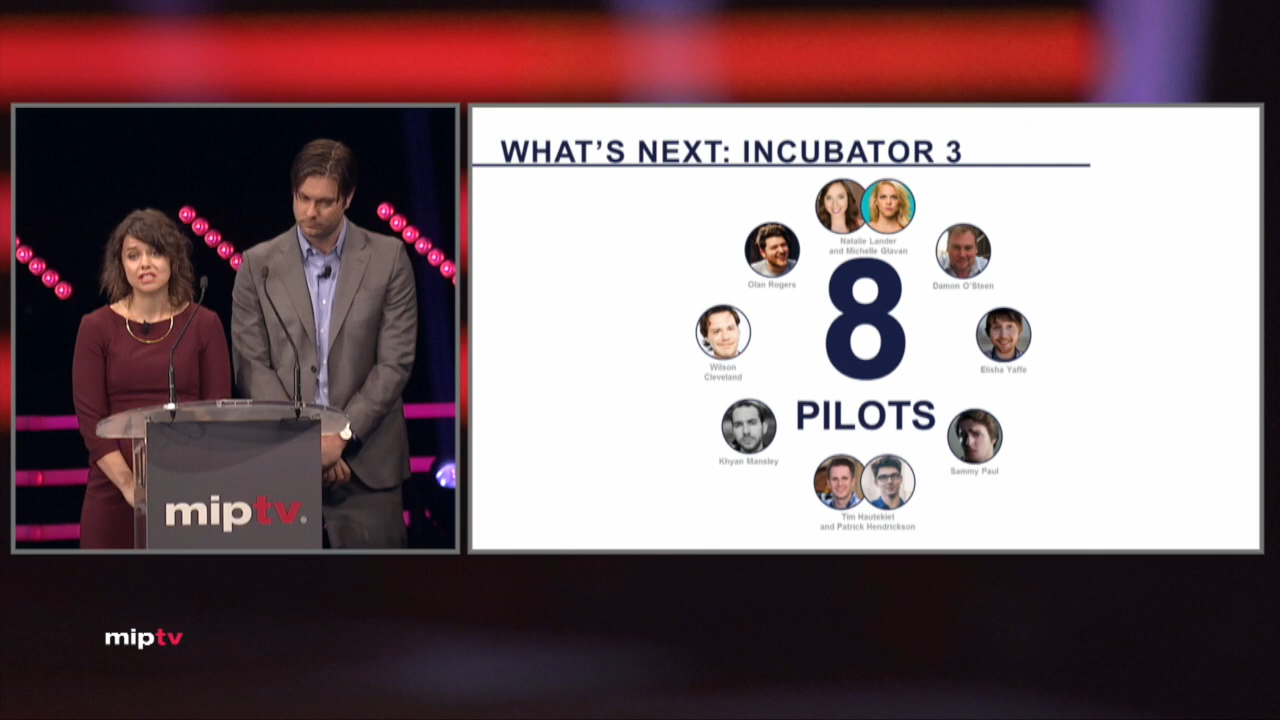 WHAT'S NEXT: INCUBATOR 3
Natalie Lander
and Michelle Glavan
Olan Rogers
Damon O'Steen
8
Wilson
Cleveland
Elisha Yaffe
PILOTS
Khyan Mansley
Sammy Paul
Tim Hautekiet
and Patrick Hendrickson
miptv.
miptv